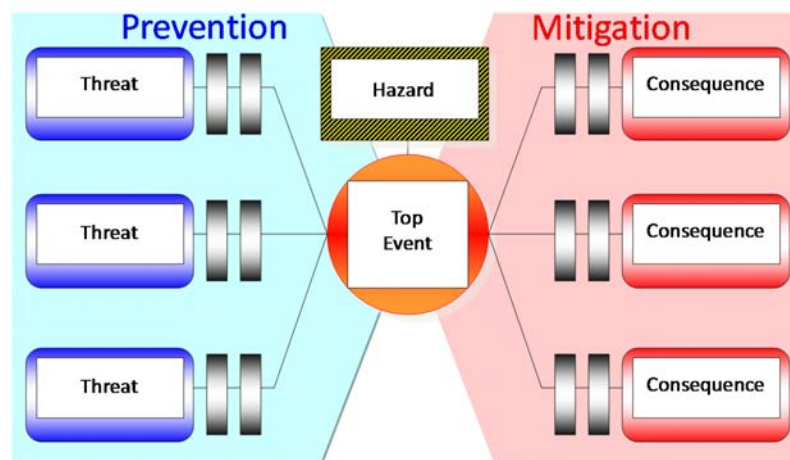 Prevention
Mitigation
Threat
Hazard
Consequence
Threat
Top
Event
Consequence
Threat
Consequence